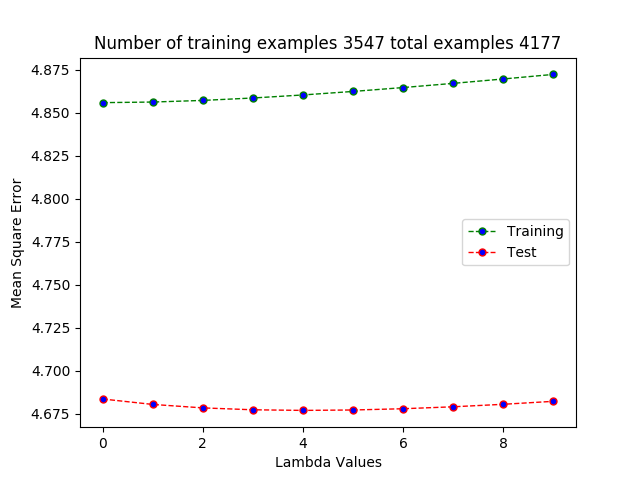 Number of training examples 3547 total examples 4177
4.875
4.850
4.825
4.800
4.775
4.750
4.725
4.700
4.675
Mean Square Error
Training
Test
0 2 4 6 8
Lambda Values